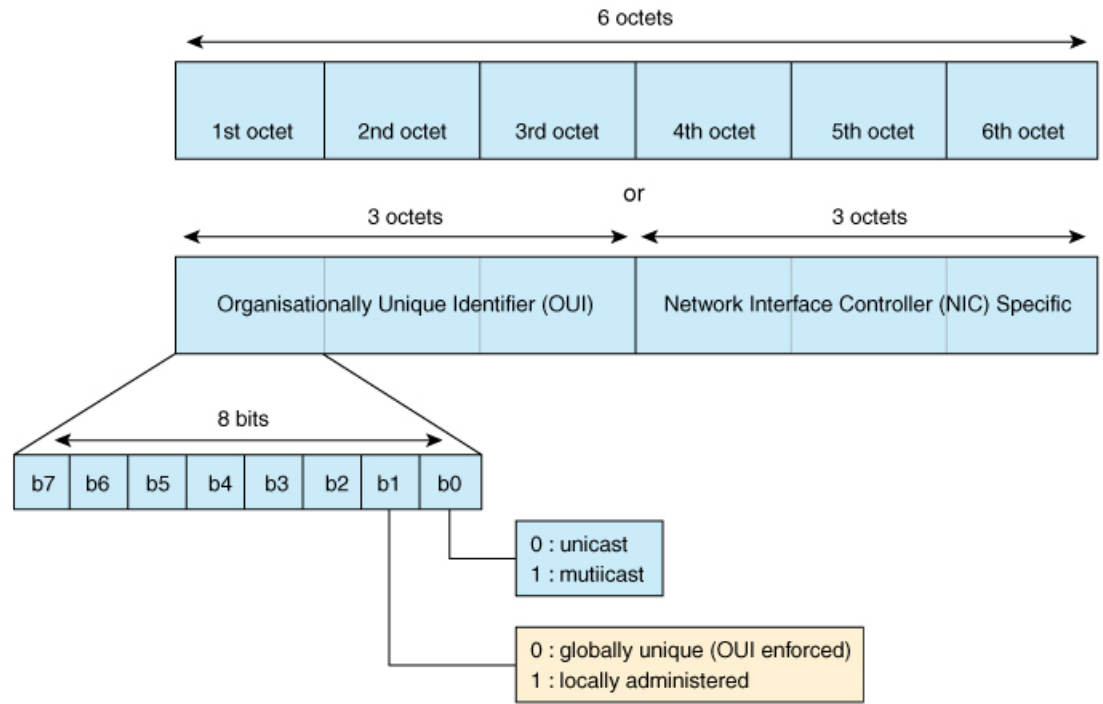 6 octets
1st octet 2nd octet 3rd octet 4th octet 5th octet 6th octet
or
3 octets 3 octets
Organisationally Unique Identifier (OUI) Network Interface Controller (NIC) Specific
8 bits
b7 b6 b5 b4 b3 b2 b1 b0
0 : unicast
1 : mutiicast
0 : globally unique (OUI enforced)
1 : locally administered